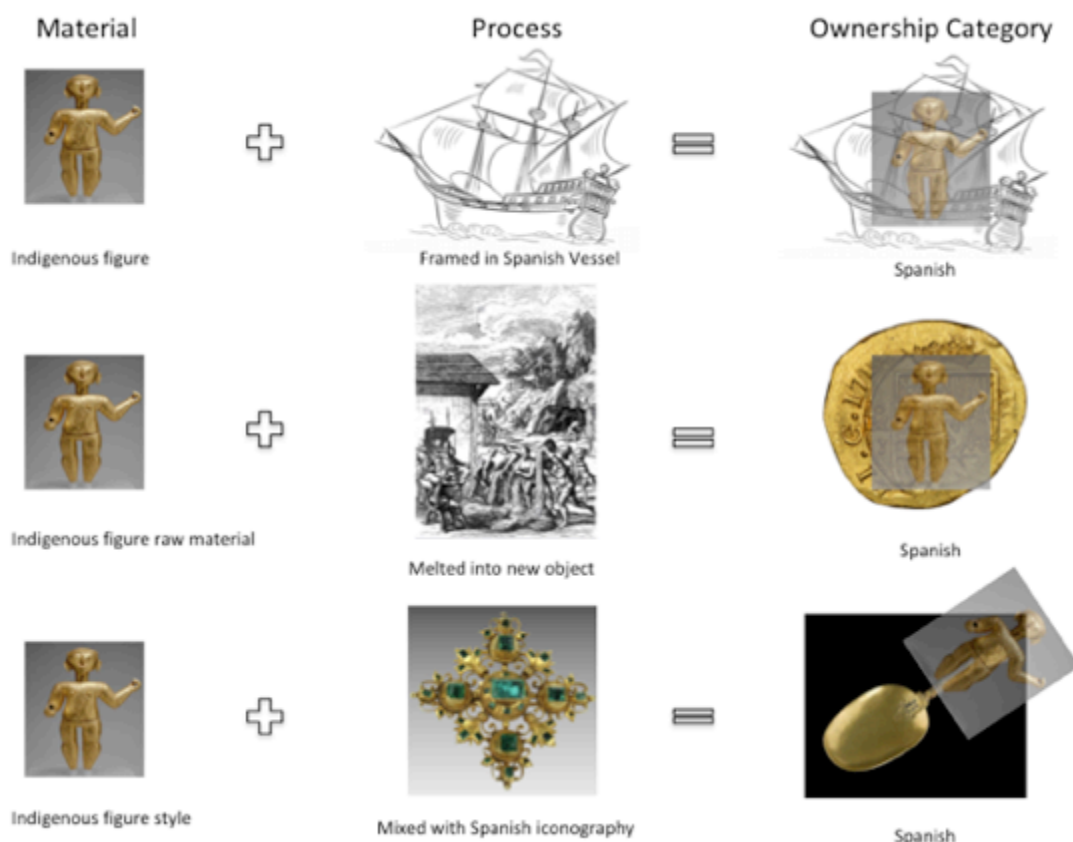 Material
Process
Ownership Category
Indigenous figure
Framed in Spanish Vessel
Spanish
Indigenous figure raw material
Melted into new object
Spanish
Indigenous figure style
Mixed with Spanish iconography
Spanish